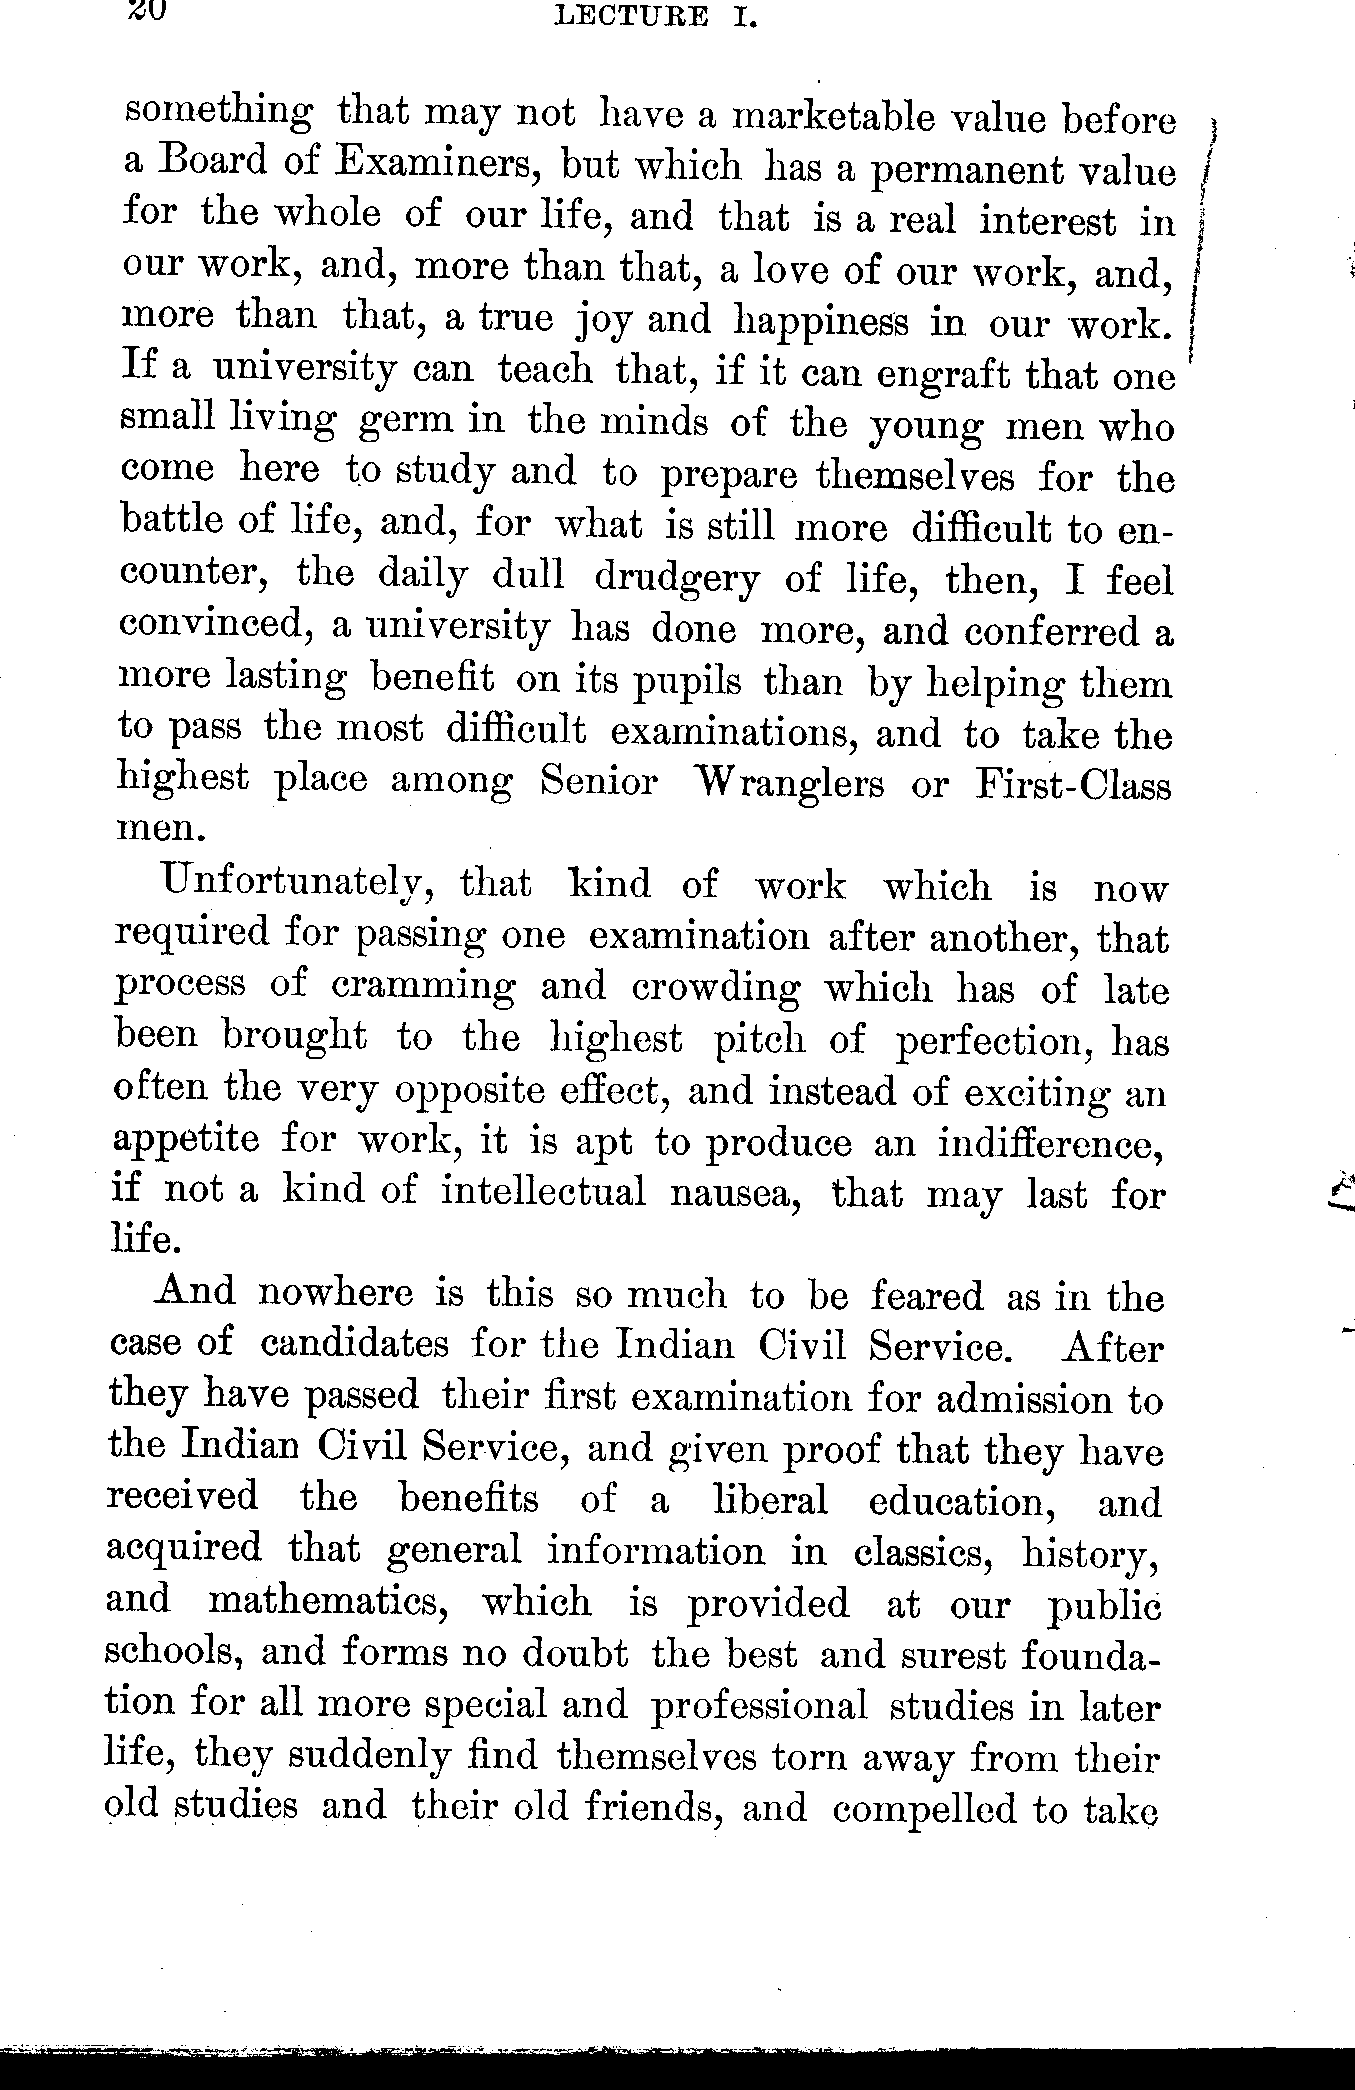 20 LECTURE I.
something that may not have a marketable value before
a Board of Examiners, but which has a permanent value
for the whole of our life, and that is a real interest in
our work, and, more than that, a love of our work, and,
more than that, a true joy and happiness in our work.
If a university can teach that, if it can engraft that one
small living germ in the minds of the young men who
come here to study and to prepare themselves for the
battle of life, and, for what is still more difficult to en-
counter, the daily dull drudgery of life, then, I feel
convinced, a university has done more, and conferred a
more lasting benefit on its pupils than by helping them
to pass the most difficult examinations, and to take the
highest place among Senior Wranglers or First-Class
men.
Unfortunately, that kind of work which is now
required for passing one examination after another, that
process of cramming and crowding which has of late
been brought to the highest pitch of perfection, has
often the very opposite effect, and instead of exciting an
appetite for work, it is apt to produce an indifference,
if not a kind of intellectual nausea, that may last for
life.
And nowhere is this so much to be feared as in the
case of candidates for the Indian Civil Service. After
they have passed their first examination for admission to
the Indian Civil Service, and given proof that they have
received the benefits of a liberal education, and
acquired that general information in classics, history,
and mathematics, which is provided at our public
schools, and forms no doubt the best and surest founda-
tion for all more special and professional studies in later
life, they suddenly find themselves torn away from their
old studies and their old friends, and compelled to take